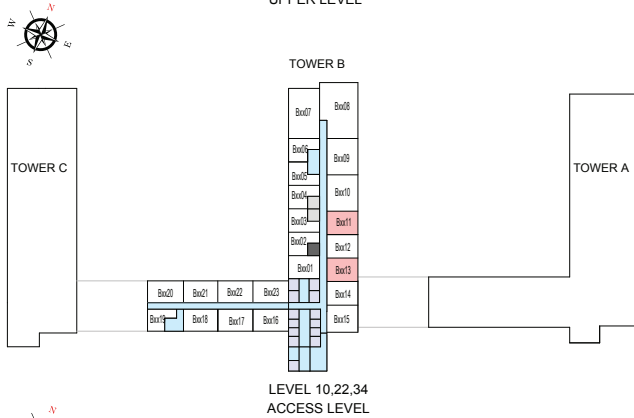 UPPER LEVEL
N
W
E
S
TOWER B
TOWER C
TOWER A
Bxx07
Bxx08
Bxx06
Bxx09
Bxx05
Bxx04
Bxx10
Bxx03
Bxx11
Bxx02
Bxx12
Bxx01
Bxx13
Bxx20
Bxx21
Bxx22
Bxx23
Bxx14
Bxx19
Bxx18
Bxx17
Bxx16
Bxx15
LEVEL 10,22,34
ACCESS LEVEL
N